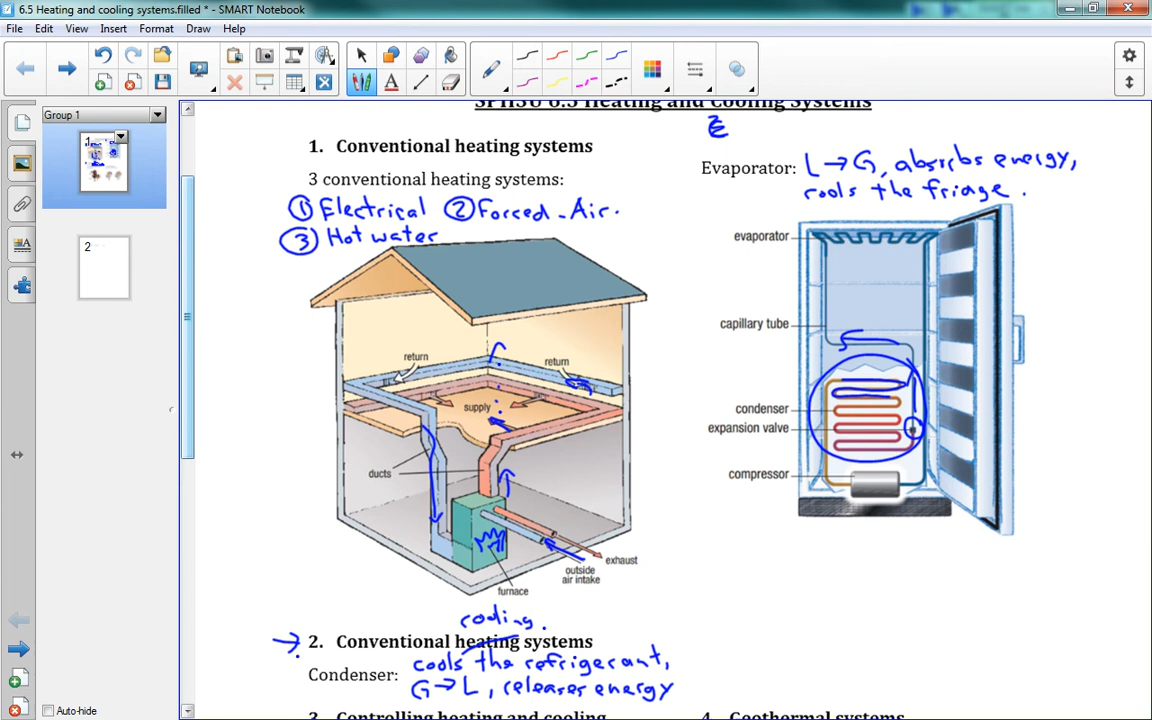 6.5 Heating and cooling systems.filled * - SMART Notebook
File Edit View Insert Format Draw Help
Group 1
1
2
Auto-hide
SPH3U 6.5 Heating and Cooling Systems
1. Conventional heating systems
3 conventional heating systems:
① Electrical ② Forced-Air.
③ Hot water
return
return
supply
ducts
exhaust
outside
air intake
furnace
cooling.
2. Conventional heating systems
Condenser: cools the refrigerant,
G→L, releases energy
3. Controlling heating and cooling
Evaporator: L→G, absorbs energy,
cools the friage.
evaporator
capillary tube
condenser
expansion valve
compressor
4. Geothermal systems